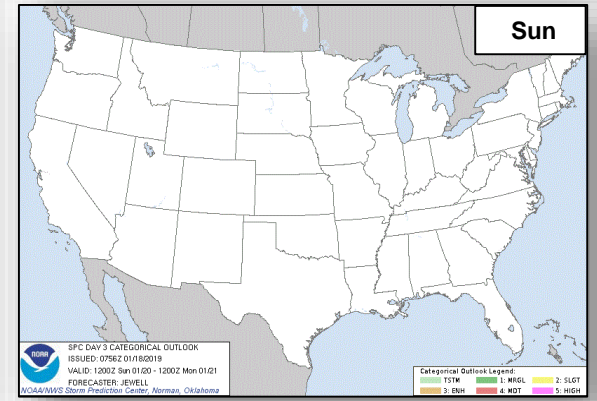 Sun
SPC DAY 3 CATEGORICAL OUTLOOK
ISSUED: 0756Z 01/18/2019
VALID: 1200Z Sun 01/20 - 1200Z Mon 01/21
FORECASTER: JEWELL
NOAA/NWS Storm Prediction Center, Norman, Oklahoma
NOAA
Categorical Outlook Legend:
TSTM 1: MRGL 2: SLGT
3: ENH 4: MDT 5: HIGH